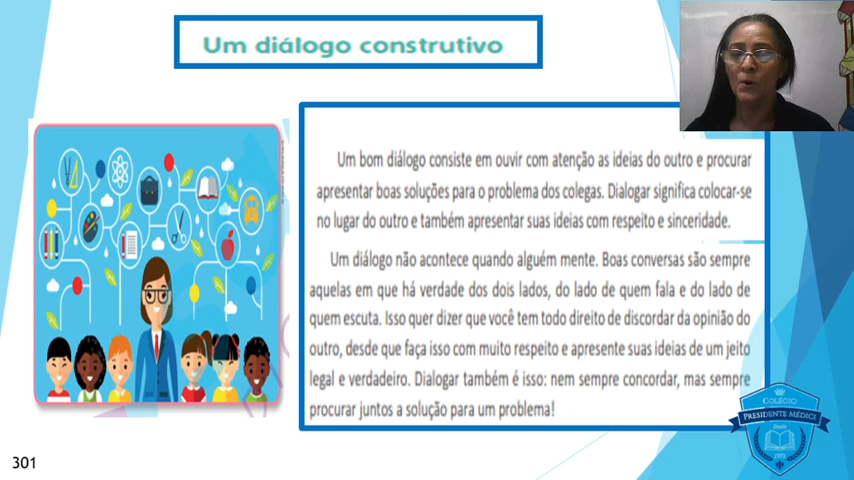 Um diálogo construtivo
Um bom diálogo consiste em ouvir com atenção as ideias do outro e procurar
apresentar boas soluções para o problema dos colegas. Dialogar significa colocar-se
no lugar do outro e também apresentar suas ideias com respeito e sinceridade.
Um diálogo não acontece quando alguém mente. Boas conversas são sempre
aquelas em que há verdade dos dois lados, do lado de quem fala e do lado de
quem escuta. Isso quer dizer que você tem todo direito de discordar da opinião do
outro, desde que faça isso com muito respeito e apresente suas ideias de um jeito
legal e verdadeiro. Dialogar também é isso: nem sempre concordar, mas sempre
procurar juntos a solução para um problema!
COLÉGIO
PRESIDENTE MÉDICI
Desde
301